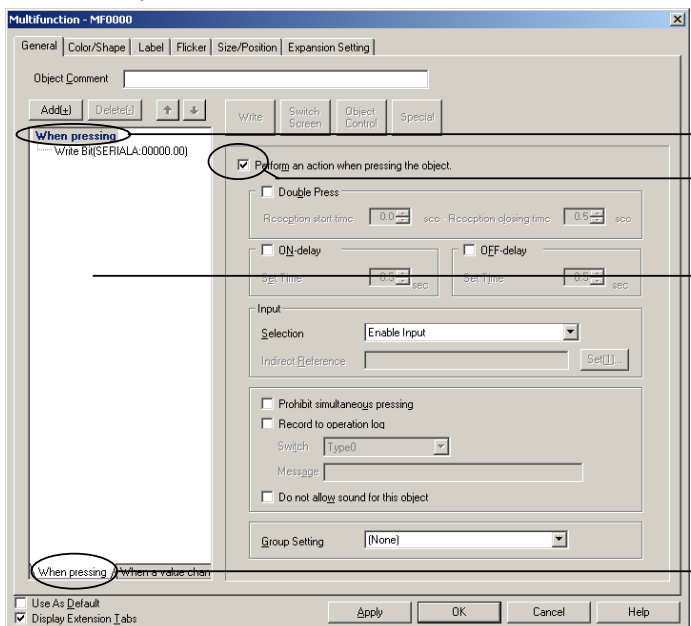 Multifunction - MF0000
General Color/Shape Label Flicker Size/Position Expansion Setting
Object Comment
Add(+) Delete(-)
Write Switch Screen Object Control Special
When pressing
Write Bit(SERIALA:00000.00)
Perform an action when pressing the object.
Double Press
Reception start time 0.0 sec - Reception closing time 0.5 sec
ON-delay OFF-delay
Set Time 0.5 sec Set Time 0.5 sec
Input
Selection Enable Input
Indirect Reference Set(1)...
Prohibit simultaneous pressing
Record to operation log
Switch Type0
Message
Do not allow sound for this object
Group Setting (None)
When pressing When a value chan
Use As Default
Display Extension Tabs
Apply OK Cancel Help